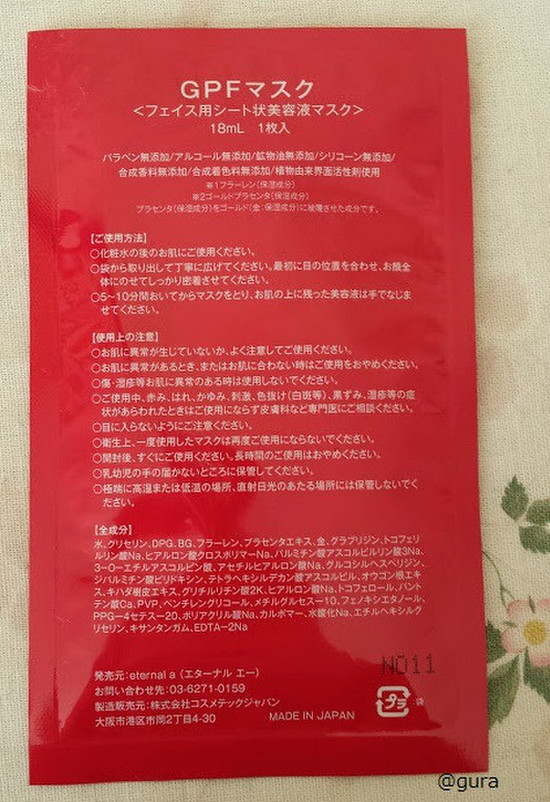 GPFマスク
<フェイス用シート状美容液マスク>
18mL 1枚入
パラベン無添加/アルコール無添加/鉱物油無添加/シリコーン無添加/
合成香料無添加/合成着色料無添加/植物由来界面活性剤使用
※1フラーレン(保湿成分)
※2ゴールドプラセンタ(保湿成分)
プラセンタ(保湿成分)をゴールド(金:保湿成分)に被覆させた成分です。
【ご使用方法】
○化粧水の後のお肌にご使用ください。
○袋から取り出して丁寧に広げてください。最初に目の位置を合わせ、お顔全
体にのせてしっかり密着させてください。
○5~10分間おいてからマスクをとり、お肌の上に残った美容液は手でなじま
せてください。
【使用上の注意】
○お肌に異常が生じていないか、よく注意してご使用ください。
○お肌に異常があるとき、またはお肌に合わない時はご使用をおやめください。
○傷・湿疹等お肌に異常のある時は使用しないでください。
○ご使用中、赤み、はれ、かゆみ、刺激、色抜け(白斑等)、黒ずみ、湿疹等の症
状があらわれたときはご使用にならず皮膚科など専門医にご相談ください。
○目に入らないようにご注意ください。
○衛生上、一度使用したマスクは再度ご使用にならないでください。
○開封後、すぐにご使用ください。長時間のご使用はおやめください。
○乳幼児の手の届かないところに保管してください。
○極端に高温または低温の場所、直射日光のあたる場所には保管しないでく
ださい。
【全成分】
水、グリセリン、DPG、BG、フラーレン、プラセンタエキス、金、グラブリジン、トコフェリ
ルリン酸Na、ヒアルロン酸クロスポリマーNa、パルミチン酸アスコルビルリン酸3Na、
3-O-エチルアスコルビン酸、アセチルヒアルロン酸Na、グルコシルヘスペリジン、
ジパルミチン酸ピリドキシン、テトラヘキシルデカン酸アスコルビル、オウゴン根エキ
ス、キハダ樹皮エキス、グリチルリチン酸2K、ヒアルロン酸Na、トコフェロール、パント
テン酸Ca、PVP、ペンチレングリコール、メチルグルセス-10、フェノキシエタノール、
PPG-4セテス-20、ポリアクリル酸Na、カルボマー、水酸化Na、エチルヘキシルグ
リセリン、キサンタンガム、EDTA-2Na
NO11
発売元:eternal a (エターナル エー)
お問い合わせ先:03-6271-0159
製造販売元:株式会社コスメテックジャパン
大阪市港区市岡2丁目4-30
MADE IN JAPAN
プラ
袋
@gura